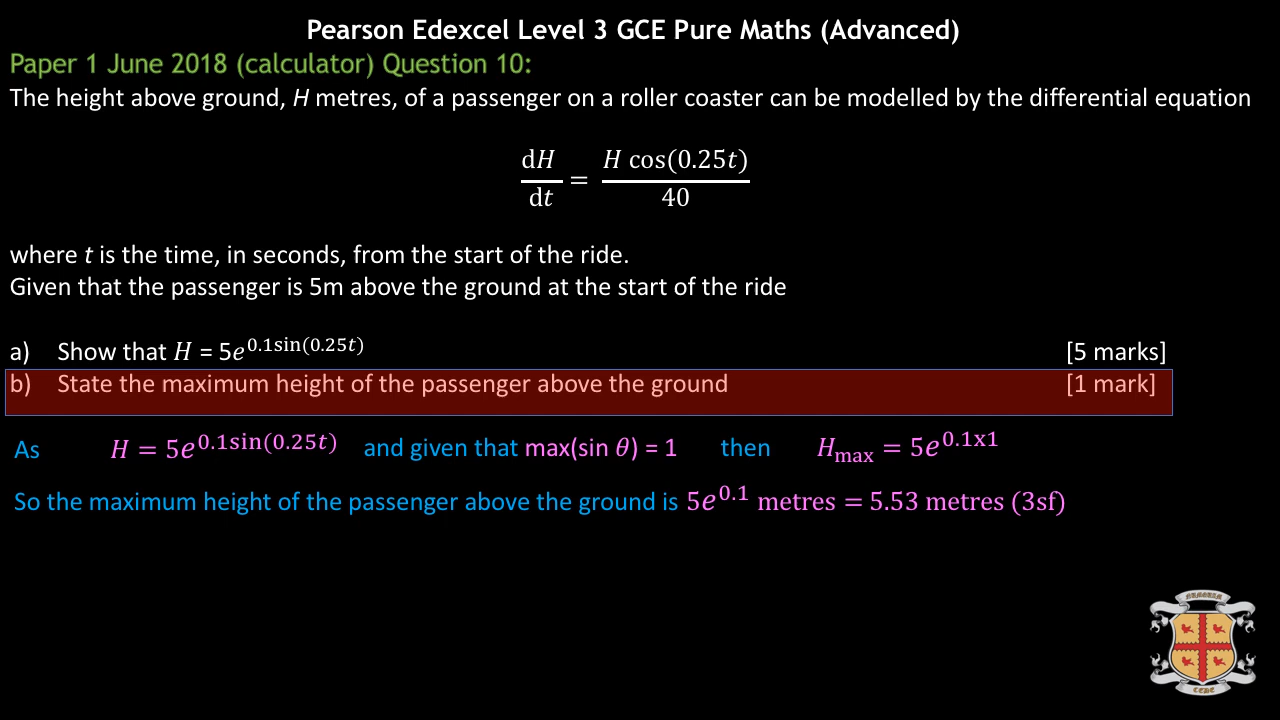 Pearson Edexcel Level 3 GCE Pure Maths (Advanced)
Paper 1 June 2018 (calculator) Question 10:
The height above ground, H metres, of a passenger on a roller coaster can be modelled by the differential equation
dH/dt = H cos(0.25t)/40
where t is the time, in seconds, from the start of the ride.
Given that the passenger is 5m above the ground at the start of the ride
a) Show that H = 5e^0.1sin(0.25t) [5 marks]
b) State the maximum height of the passenger above the ground [1 mark]
As H = 5e^0.1sin(0.25t) and given that max(sin θ) = 1 then Hmax = 5e^0.1x1
So the maximum height of the passenger above the ground is 5e^0.1 metres = 5.53 metres (3sf)
CEDE